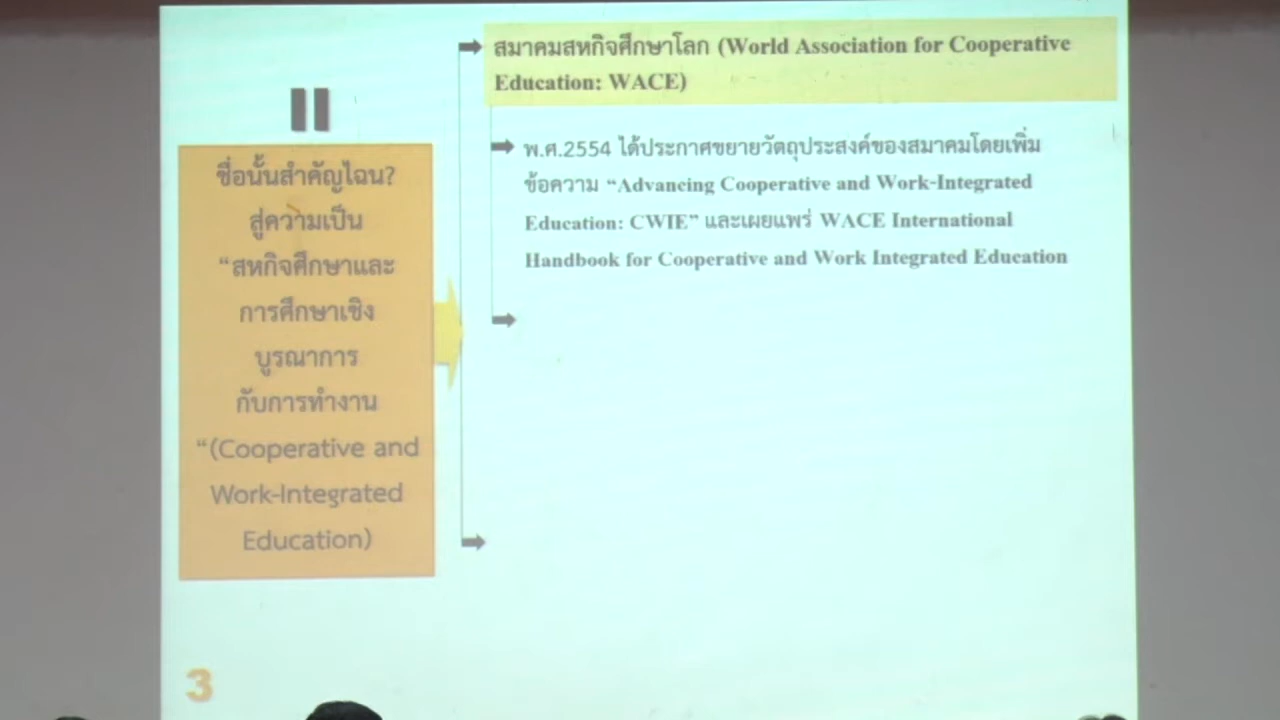 II
ชื่อนั้นสำคัญไฉน?
สู่ความเป็น
“สหกิจศึกษาและ
การศึกษาเชิง
บูรณาการ
กับการทำงาน
“(Cooperative and
Work-Integrated
Education)
สมาคมสหกิจศึกษาโลก (World Association for Cooperative
Education: WACE)
พ.ศ.2554 ได้ประกาศขยายวัตถุประสงค์ของสมาคมโดยเพิ่ม
ข้อความ “Advancing Cooperative and Work-Integrated
Education: CWIE” และเผยแพร่ WACE International
Handbook for Cooperative and Work Integrated Education
3